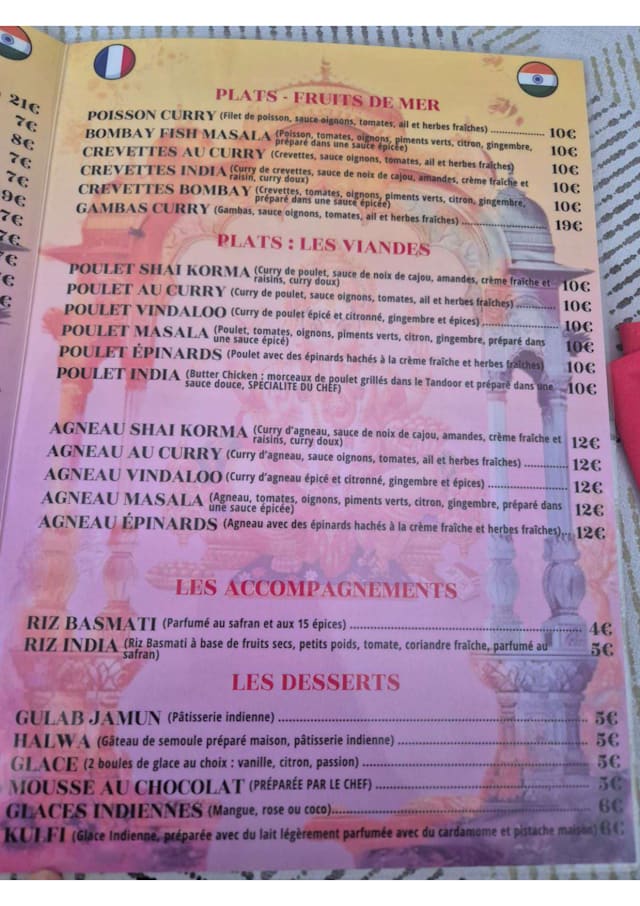 21€
7€
8€
7€
7€
9€
7€
7€
7€
PLATS - FRUITS DE MER
POISSON CURRY (Filet de poisson, sauce oignons, tomates, ail et herbes fraîches) 10€
BOMBAY FISH MASALA (Poisson, tomates, oignons, piments verts, citron, gingembre,
préparé dans une sauce épicée) 10€
CREVETTES AU CURRY (Crevettes, sauce oignons, tomates, ail et herbes fraîches) 10€
CREVETTES INDIA (Curry de crevettes, sauce de noix de cajou, amandes, crème fraîche et
raisin, curry doux) 10€
CREVETTES BOMBAY (Crevettes, tomates, oignons, piments verts, citron, gingembre,
préparé dans une sauce épicée) 10€
GAMBAS CURRY (Gambas, sauce oignons, tomates, ail et herbes fraîches) 19€
PLATS : LES VIANDES
POULET SHAI KORMA (Curry de poulet, sauce de noix de cajou, amandes, crème fraîche et
raisins, curry doux) 10€
POULET AU CURRY (Curry de poulet, sauce oignons, tomates, ail et herbes fraîches) 10€
POULET VINDALOO (Curry de poulet épicé et citronné, gingembre et épices) 10€
POULET MASALA (Poulet, tomates, oignons, piments verts, citron, gingembre, préparé dans
une sauce épicé) 10€
POULET ÉPINARDS (Poulet avec des épinards hachés à la crème fraîche et herbes fraîches) 10€
POULET INDIA (Butter Chicken : morceaux de poulet grillés dans le Tandoor et préparé dans une
sauce douce, SPECIALITE DU CHEF) 10€
AGNEAU SHAI KORMA (Curry d'agneau, sauce de noix de cajou, amandes, crème fraîche et
raisins, curry doux) 12€
AGNEAU AU CURRY (Curry d'agneau, sauce oignons, tomates, ail et herbes fraîches) 12€
AGNEAU VINDALOO (Curry d'agneau épicé et citronné, gingembre et épices) 12€
AGNEAU MASALA (Agneau, tomates, oignons, piments verts, citron, gingembre, préparé dans
une sauce épicée) 12€
AGNEAU ÉPINARDS (Agneau avec des épinards hachés à la crème fraîche et herbes fraîches) 12€
LES ACCOMPAGNEMENTS
RIZ BASMATI (Parfumé au safran et aux 15 épices) 4€
RIZ INDIA (Riz Basmati à base de fruits secs, petits poids, tomate, coriandre fraîche, parfumé au
safran) 5€
LES DESSERTS
GULAB JAMUN (Pâtisserie indienne) 5€
HALWA (Gâteau de semoule préparé maison, pâtisserie indienne) 5€
GLACE (2 boules de glace au choix : vanille, citron, passion) 5€
MOUSSE AU CHOCOLAT (PRÉPARÉE PAR LE CHEF) 5€
GLACES INDIENNES (Mangue, rose ou coco) 6€
KULFI (Glace Indienne, préparée avec du lait légèrement parfumée avec du cardamome et pistache maison) 6€